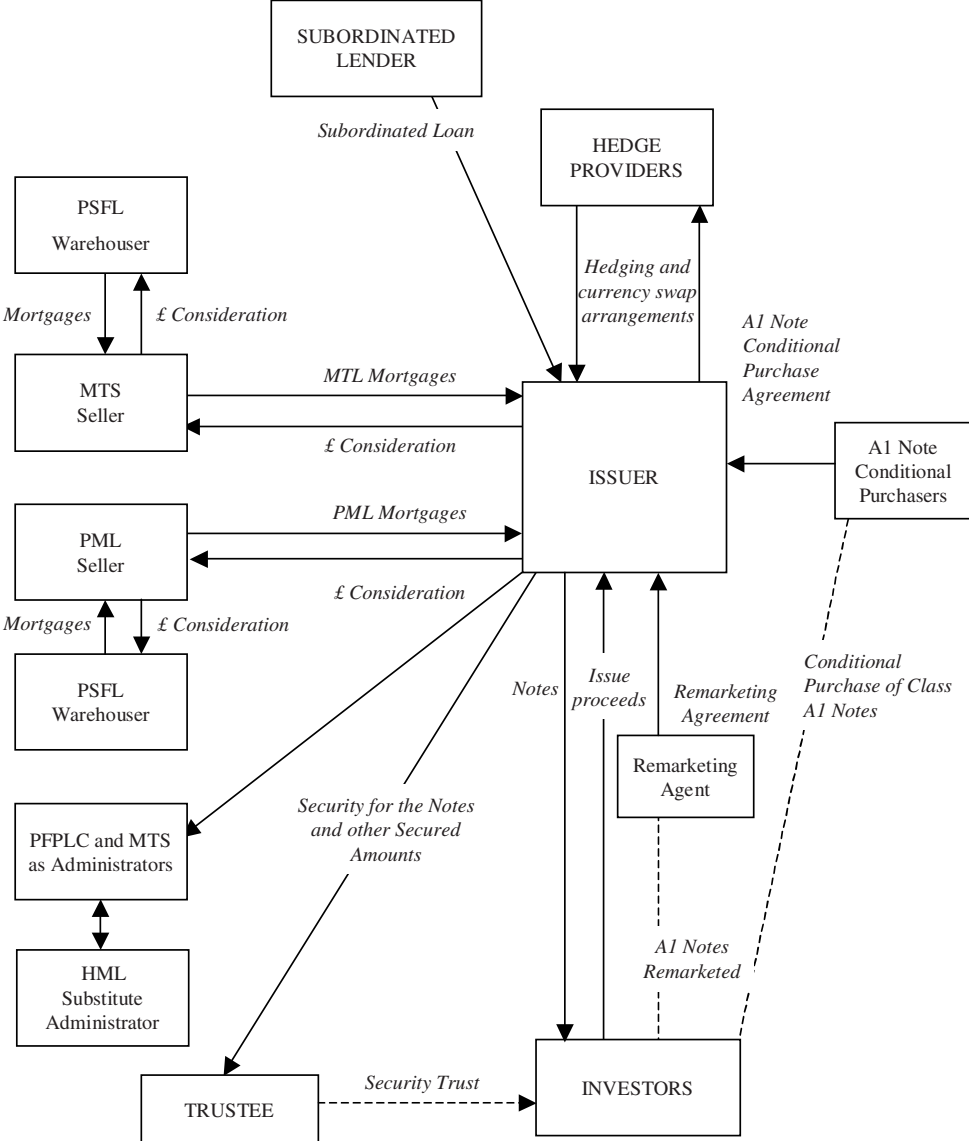 SUBORDINATED
LENDER
Subordinated Loan
HEDGE
PROVIDERS
PSFL
Warehouser
Hedging and
currency swap
arrangements
Mortgages
£ Consideration
A1 Note
Conditional
Purchase
Agreement
MTS
Seller
MTL Mortgages
£ Consideration
ISSUER
A1 Note
Conditional
Purchasers
PML
Seller
PML Mortgages
£ Consideration
Mortgages
£ Consideration
PSFL
Warehouser
Notes
Issue
proceeds
Remarketing
Agreement
Conditional
Purchase of Class
A1 Notes
Remarketing
Agent
Security for the Notes
and other Secured
Amounts
PFPLC and MTS
as Administrators
HML
Substitute
Administrator
A1 Notes
Remarketed
TRUSTEE
Security Trust
INVESTORS